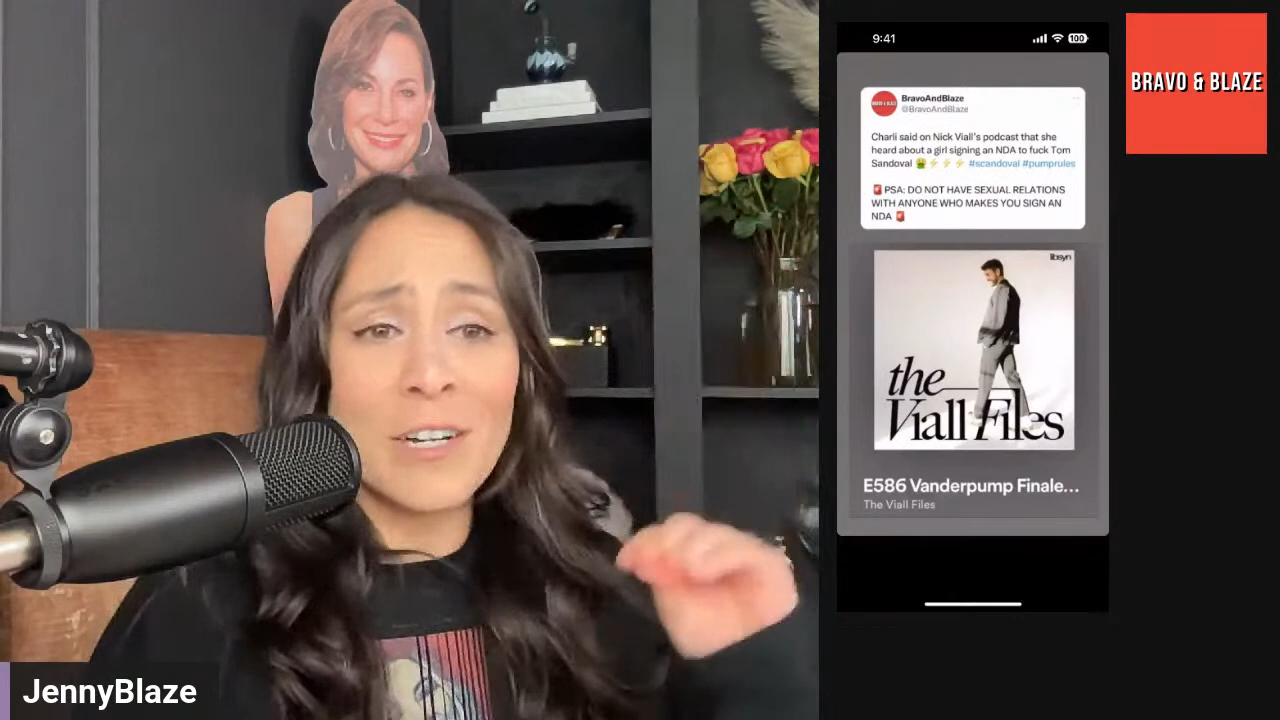 9:41
100
BRAVO & BLAZE
BravoAndBlaze
@BravoAndBlaze
Charli said on Nick Viall's podcast that she
heard about a girl signing an NDA to fuck Tom
Sandoval 🤮⚡⚡⚡ #scandoval #pumprules
🚨PSA: DO NOT HAVE SEXUAL RELATIONS
WITH ANYONE WHO MAKES YOU SIGN AN
NDA 🚨
libsyn
the
Viall Files
E586 Vanderpump Finale...
The Viall Files
JennyBlaze